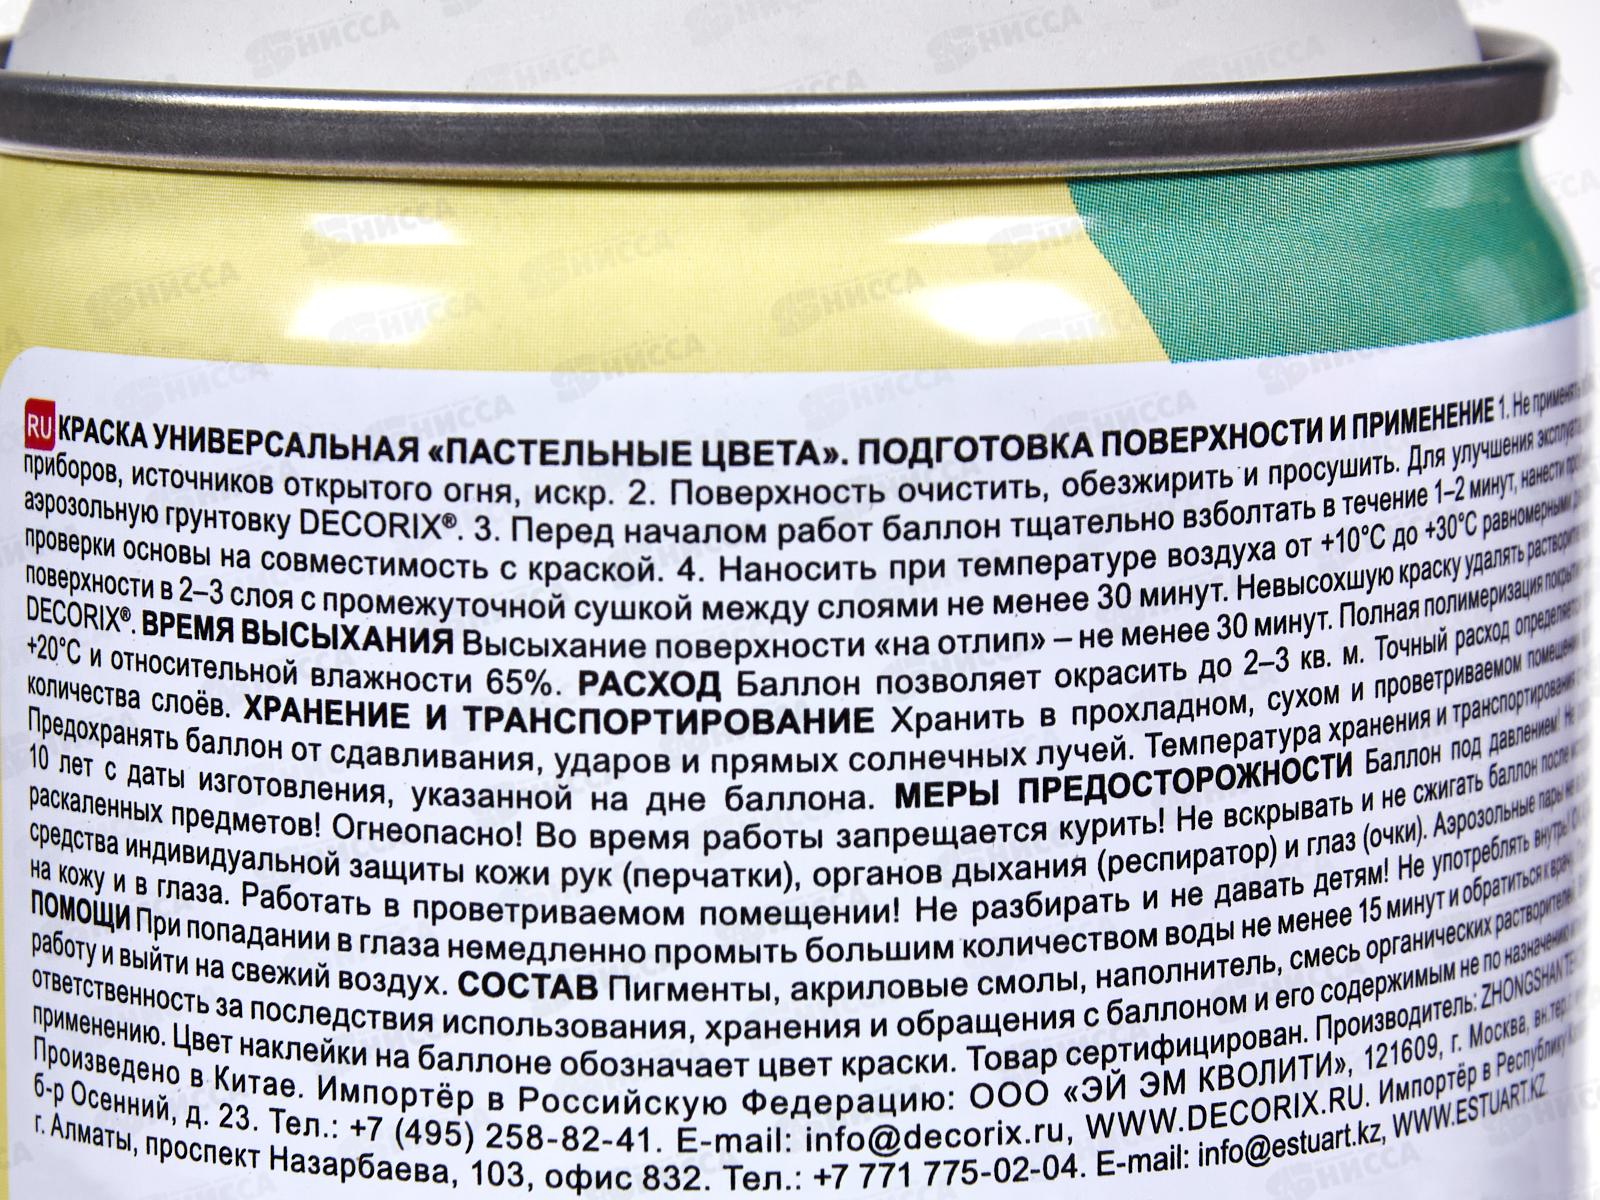 RU КРАСКА УНИВЕРСАЛЬНАЯ «ПАСТЕЛЬНЫЕ ЦВЕТА». ПОДГОТОВКА ПОВЕРХНОСТИ И ПРИМЕНЕНИЕ 1. Не применять
приборов, источников открытого огня, искр. 2. Поверхность очистить, обезжирить и просушить. Для улучшения
аэрозольную грунтовку DECORIX®. 3. Перед началом работ баллон тщательно взболтать в течение 1–2 минут, нанести
проверки основы на совместимость с краской. 4. Наносить при температуре воздуха от +10°С до +30°С равномерными
поверхности в 2–3 слоя с промежуточной сушкой между слоями не менее 30 минут. Невысохшую краску удалять
DECORIX®. ВРЕМЯ ВЫСЫХАНИЯ Высыхание поверхности «на отлип» – не менее 30 минут. Полная полимеризация
+20°С и относительной влажности 65%. РАСХОД Баллон позволяет окрасить до 2–3 кв. м. Точный расход
количества слоёв. ХРАНЕНИЕ И ТРАНСПОРТИРОВАНИЕ Хранить в прохладном, сухом и проветриваемом
Предохранять баллон от сдавливания, ударов и прямых солнечных лучей. Температура хранения и транспортирования
10 лет с даты изготовления, указанной на дне баллона. МЕРЫ ПРЕДОСТОРОЖНОСТИ Баллон под давлением! Не
раскаленных предметов! Огнеопасно! Во время работы запрещается курить! Не вскрывать и не сжигать баллон после
средства индивидуальной защиты кожи рук (перчатки), органов дыхания (респиратор) и глаз (очки). Аэрозольные пары не
на кожу и в глаза. Работать в проветриваемом помещении! Не разбирать и не давать детям! Не употреблять внутрь!
ПОМОЩИ При попадании в глаза немедленно промыть большим количеством воды не менее 15 минут и обратиться к врачу.
работу и выйти на свежий воздух. СОСТАВ Пигменты, акриловые смолы, наполнитель, смесь органических растворителей.
ответственность за последствия использования, хранения и обращения с баллоном и его содержимым не по назначению
применению. Цвет наклейки на баллоне обозначает цвет краски. Товар сертифицирован. Производитель: ZHONGSHAN
Произведено в Китае. Импортёр в Российскую Федерацию: ООО «ЭЙ ЭМ КВОЛИТИ», 121609, г. Москва, вн.тер.г.
б-р Осенний, д. 23. Тел.: +7 (495) 258-82-41. E-mail: info@decorix.ru, WWW.DECORIX.RU. Импортёр в Республику
г. Алматы, проспект Назарбаева, 103, офис 832. Тел.: +7 771 775-02-04. E-mail: info@estuart.kz, WWW.ESTUART.KZ